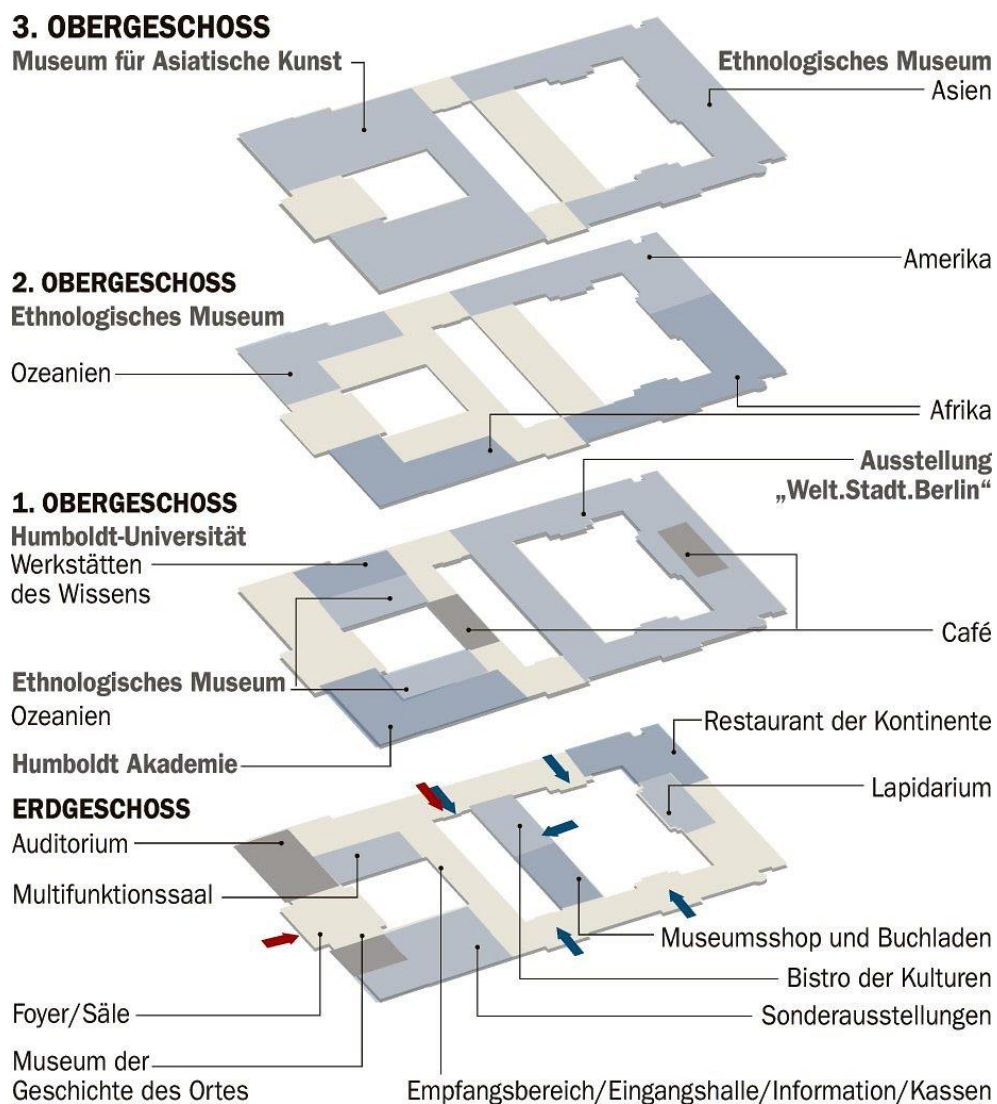 3. OBERGESCHOSS
Museum für Asiatische Kunst
Ethnologisches Museum
Asien
2. OBERGESCHOSS
Ethnologisches Museum
Amerika
Ozeanien
Afrika
Ausstellung
„Welt.Stadt.Berlin“
1. OBERGESCHOSS
Humboldt-Universität
Werkstätten
des Wissens
Café
Ethnologisches Museum
Ozeanien
Humboldt Akademie
Restaurant der Kontinente
Lapidarium
ERDGESCHOSS
Auditorium
Multifunktionssaal
Museumsshop und Buchladen
Bistro der Kulturen
Sonderausstellungen
Foyer/Säle
Museum der
Geschichte des Ortes
Empfangsbereich/Eingangshalle/Information/Kassen